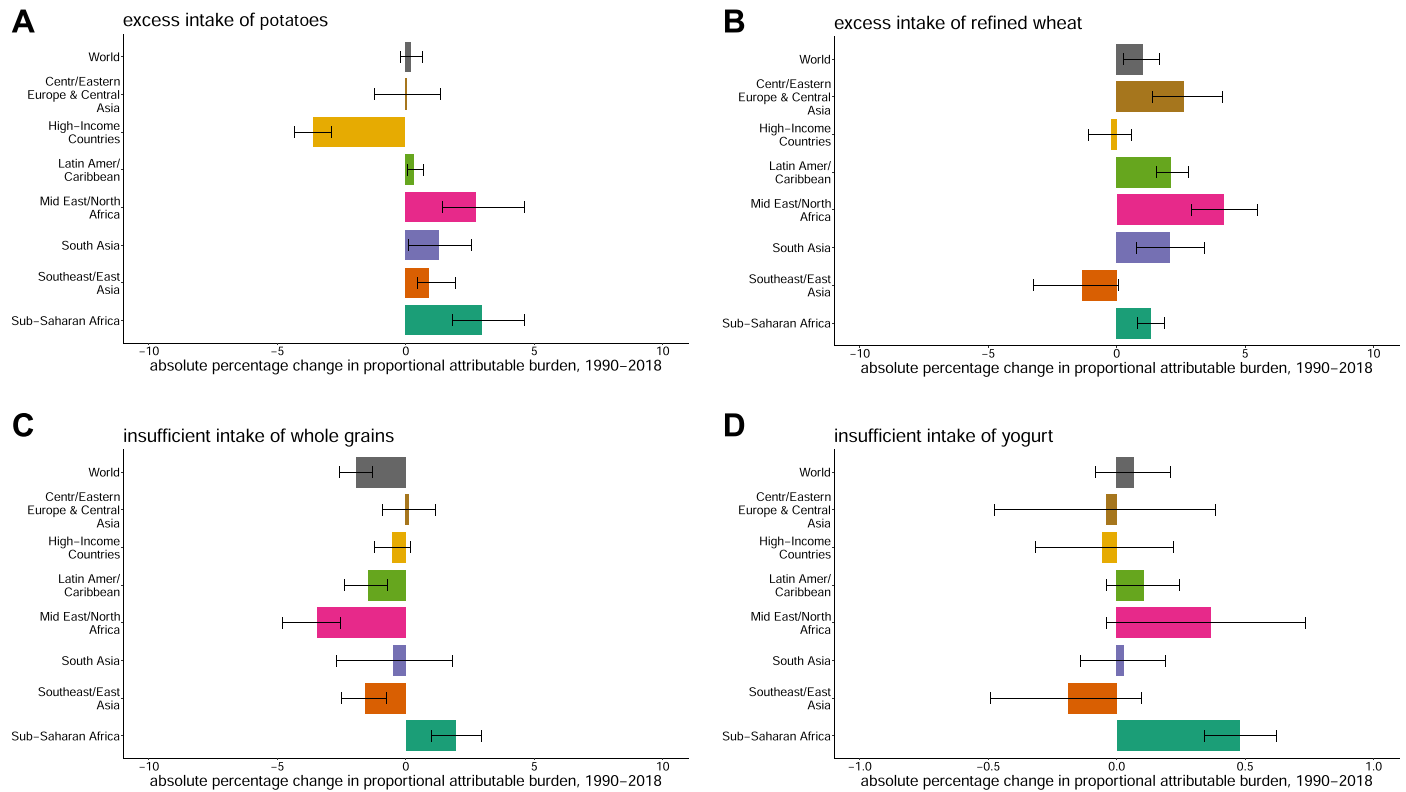 A
excess intake of potatoes
World
Centr/Eastern
Europe & Central
Asia
High−Income
Countries
Latin Amer/
Caribbean
Mid East/North
Africa
South Asia
Southeast/East
Asia
Sub−Saharan Africa
−10 −5 0 5 10
absolute percentage change in proportional attributable burden, 1990−2018
B
excess intake of refined wheat
World
Centr/Eastern
Europe & Central
Asia
High−Income
Countries
Latin Amer/
Caribbean
Mid East/North
Africa
South Asia
Southeast/East
Asia
Sub−Saharan Africa
−10 −5 0 5 10
absolute percentage change in proportional attributable burden, 1990−2018
C
insufficient intake of whole grains
World
Centr/Eastern
Europe & Central
Asia
High−Income
Countries
Latin Amer/
Caribbean
Mid East/North
Africa
South Asia
Southeast/East
Asia
Sub−Saharan Africa
−10 −5 0 5 10
absolute percentage change in proportional attributable burden, 1990−2018
D
insufficient intake of yogurt
World
Centr/Eastern
Europe & Central
Asia
High−Income
Countries
Latin Amer/
Caribbean
Mid East/North
Africa
South Asia
Southeast/East
Asia
Sub−Saharan Africa
−1.0 −0.5 0.0 0.5 1.0
absolute percentage change in proportional attributable burden, 1990−2018